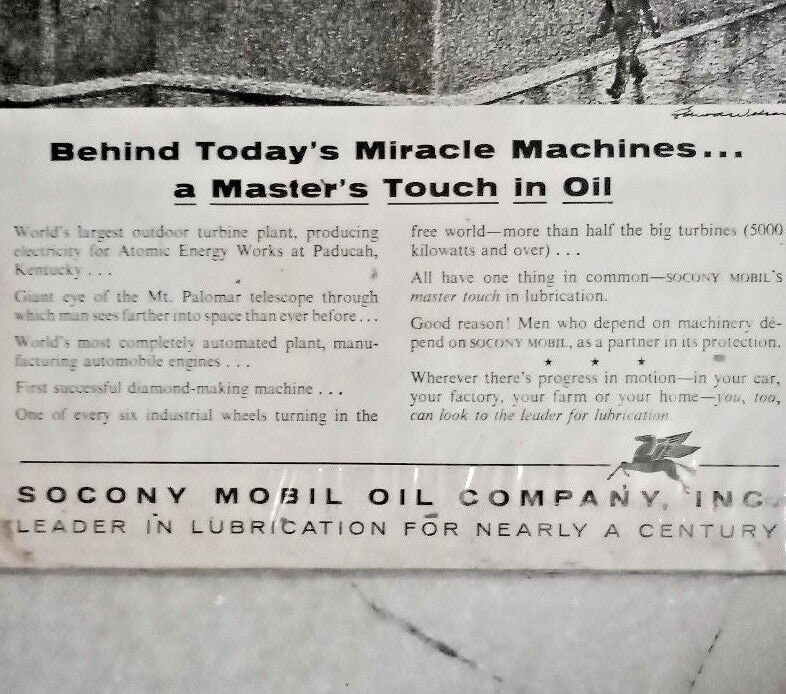 Behind Today's Miracle Machines...
a Master's Touch in Oil
World's largest outdoor turbine plant, producing
electricity for Atomic Energy Works at Paducah,
Kentucky . . .
Giant eye of the Mt. Palomar telescope through
which man sees farther into space than ever before . . .
World's most completely automated plant, manu-
facturing automobile engines . . .
First successful diamond-making machine . . .
One of every six industrial wheels turning in the
free world—more than half the big turbines (5000
kilowatts and over) . . .
All have one thing in common—SOCONY MOBIL'S
master touch in lubrication.
Good reason! Men who depend on machinery de-
pend on SOCONY MOBIL, as a partner in its protection.
★ ★ ★
Wherever there's progress in motion—in your car,
your factory, your farm or your home—you, too,
can look to the leader for lubrication.
SOCONY MOBIL OIL COMPANY, INC.
LEADER IN LUBRICATION FOR NEARLY A CENTURY